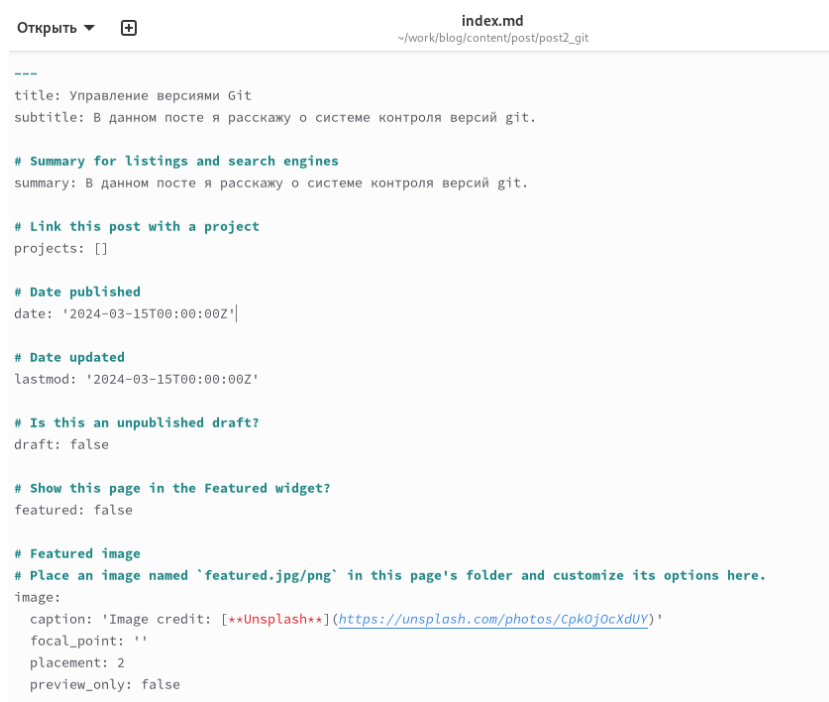 Открыть
index.md
~/work/blog/content/post/post2_git
---
title: Управление версиями Git
subtitle: В данном посте я расскажу о системе контроля версий git.
# Summary for listings and search engines
summary: В данном посте я расскажу о системе контроля версий git.
# Link this post with a project
projects: []
# Date published
date: '2024-03-15T00:00:00Z'
# Date updated
lastmod: '2024-03-15T00:00:00Z'
# Is this an unpublished draft?
draft: false
# Show this page in the Featured widget?
featured: false
# Featured image
# Place an image named `featured.jpg/png` in this page's folder and customize its options here.
image:
  caption: 'Image credit: [**Unsplash**](https://unsplash.com/photos/CpkOjOcXdUY)'
  focal_point: ''
  placement: 2
  preview_only: false